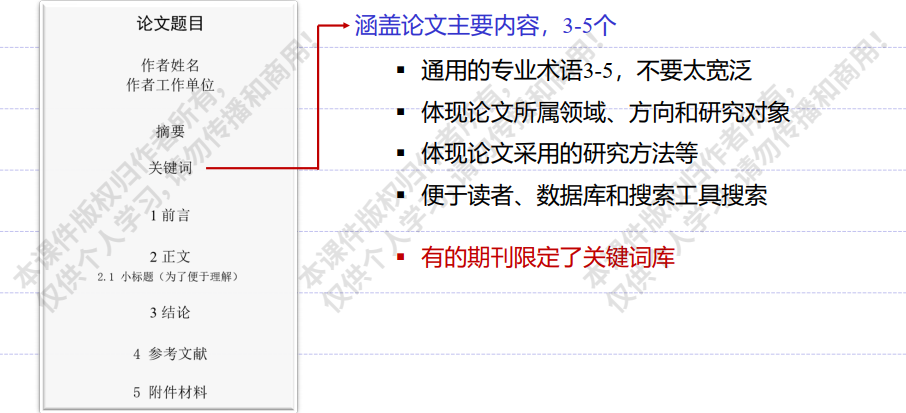 论文题目
作者姓名
作者工作单位
摘要
关键词
1 前言
2 正文
2.1 小标题（为了便于理解）
3 结论
4 参考文献
5 附件材料
涵盖论文主要内容，3-5个
▪ 通用的专业术语3-5，不要太宽泛
▪ 体现论文所属领域、方向和研究对象
▪ 体现论文采用的研究方法等
▪ 便于读者、数据库和搜索工具搜索
▪ 有的期刊限定了关键词库
本课件版权归作者所有，
仅供个人学习，请勿传播和商用！
本课件版权归作者所有，
仅供个人学习，请勿传播和商用！
本课件版权归作者所有，
仅供个人学习，请勿传播和商用！